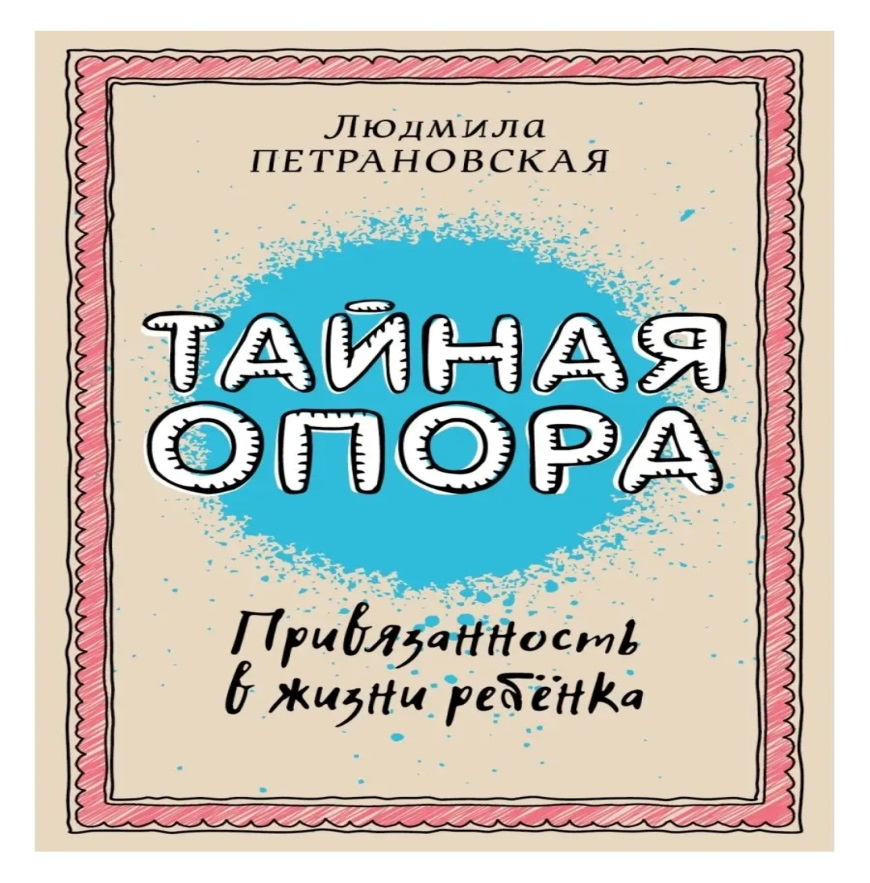 Людмила
ПЕТРАНОВСКАЯ
ТАЙНАЯ
ОПОРА
Привязанность
в жизни ребёнка